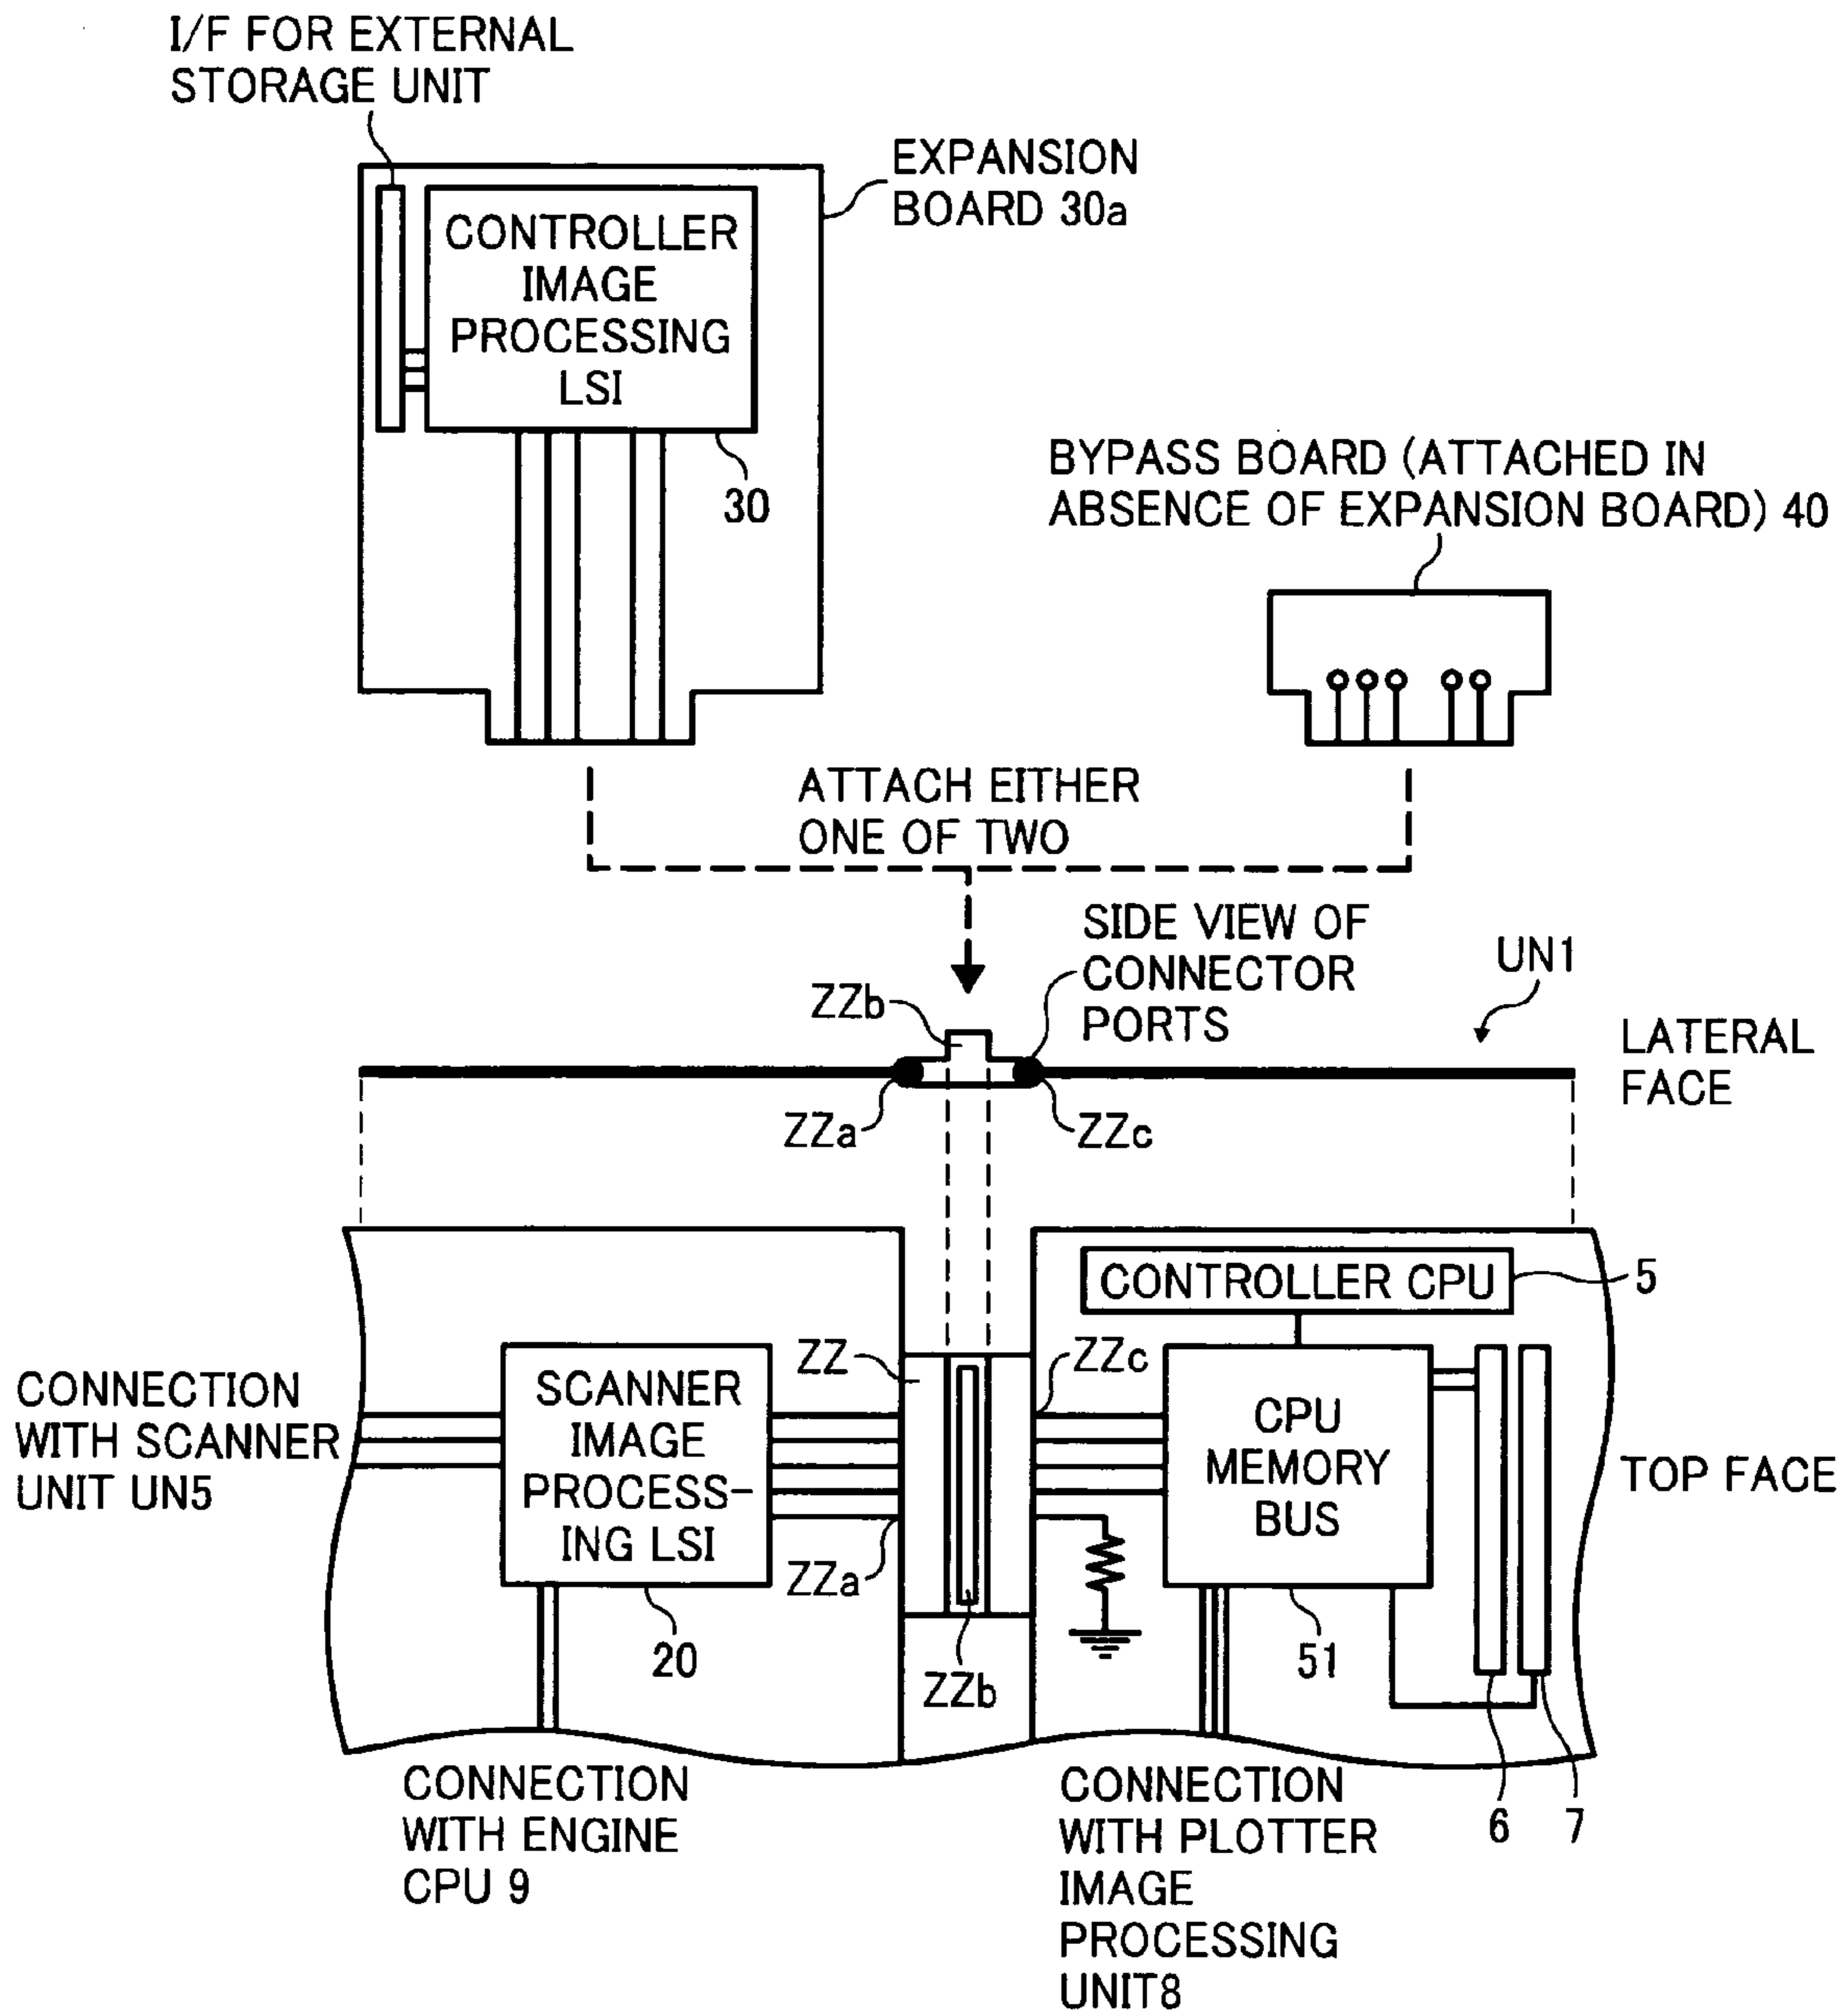 I/F FOR EXTERNAL
STORAGE UNIT
EXPANSION
BOARD 30a
CONTROLLER
IMAGE
PROCESSING
LSI
30
BYPASS BOARD (ATTACHED IN
ABSENCE OF EXPANSION BOARD) 40
ATTACH EITHER
ONE OF TWO
SIDE VIEW OF
CONNECTOR
PORTS
UN1
ZZb
LATERAL
FACE
ZZa
ZZc
CONTROLLER CPU
5
ZZ
ZZc
CONNECTION
WITH SCANNER
UNIT UN5
SCANNER
IMAGE
PROCESS-
ING LSI
CPU
MEMORY
BUS
TOP FACE
ZZa
20
ZZb
51
6
7
CONNECTION
WITH ENGINE
CPU 9
CONNECTION
WITH PLOTTER
IMAGE
PROCESSING
UNIT8